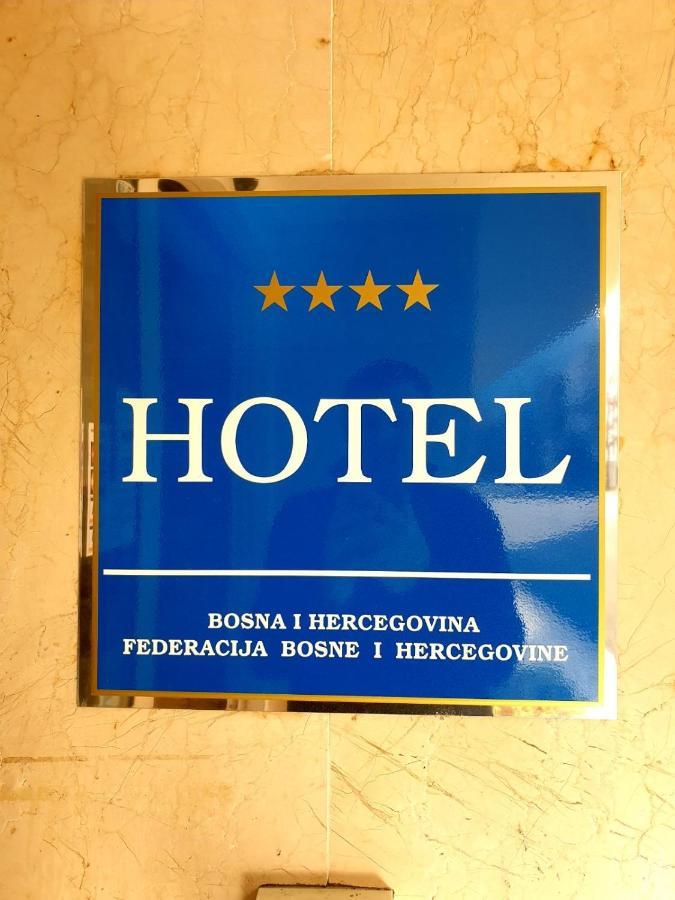 HOTEL
BOSNA I HERCEGOVINA
FEDERACIJA BOSNE I HERCEGOVINE